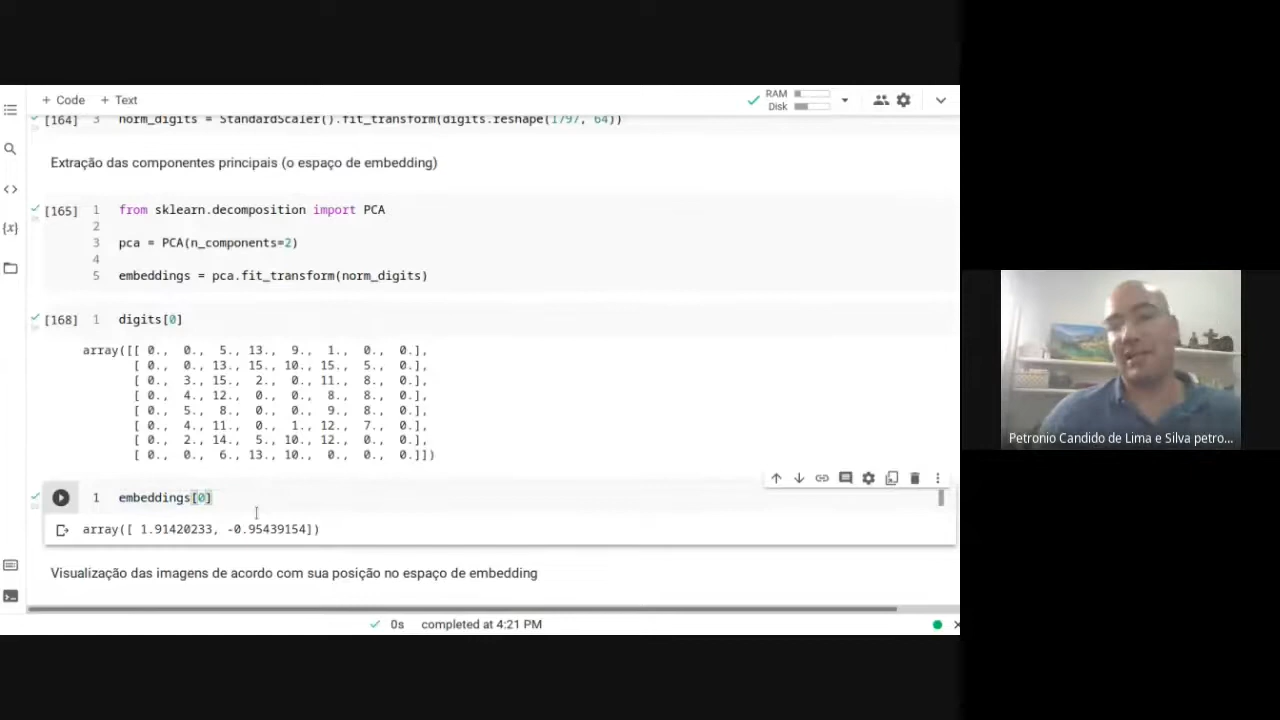 + Code + Text
RAM
Disk
[164] 3 norm_digits = StandardScaler().fit_transform(digits.reshape(1797, 64))
Extração das componentes principais (o espaço de embedding)
[165] 1 from sklearn.decomposition import PCA
2
3 pca = PCA(n_components=2)
4
5 embeddings = pca.fit_transform(norm_digits)
[168] 1 digits[0]
array([[ 0., 0., 5., 13., 9., 1., 0., 0.],
[ 0., 0., 13., 15., 10., 15., 5., 0.],
[ 0., 3., 15., 2., 0., 11., 8., 0.],
[ 0., 4., 12., 0., 0., 8., 8., 0.],
[ 0., 5., 8., 0., 0., 9., 8., 0.],
[ 0., 4., 11., 0., 1., 12., 7., 0.],
[ 0., 2., 14., 5., 10., 12., 0., 0.],
[ 0., 0., 6., 13., 10., 0., 0., 0.]])
1 embeddings[0]
array([ 1.91420233, -0.95439154])
Visualização das imagens de acordo com sua posição no espaço de embedding
0s completed at 4:21 PM
Petronio Candido de Lima e Silva petro...